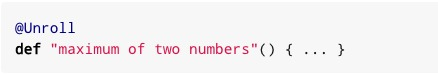 @Unroll
def "maximum of two numbers"() { ... }